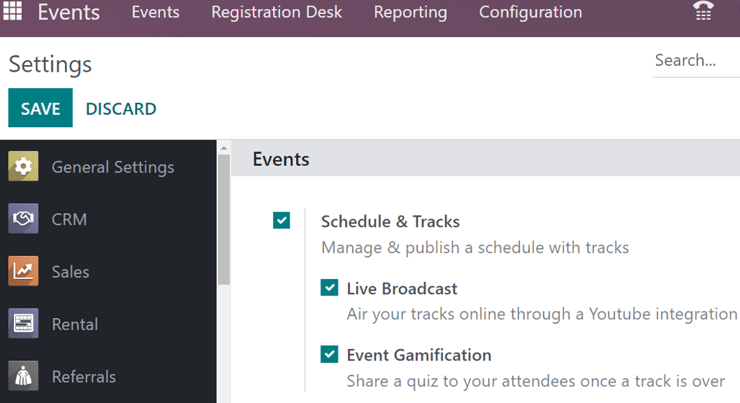 Events Events Registration Desk Reporting Configuration
Settings
Search...
SAVE DISCARD
General Settings
CRM
Sales
Rental
Referrals
Events
Schedule & Tracks
Manage & publish a schedule with tracks
Live Broadcast
Air your tracks online through a Youtube integration
Event Gamification
Share a quiz to your attendees once a track is over